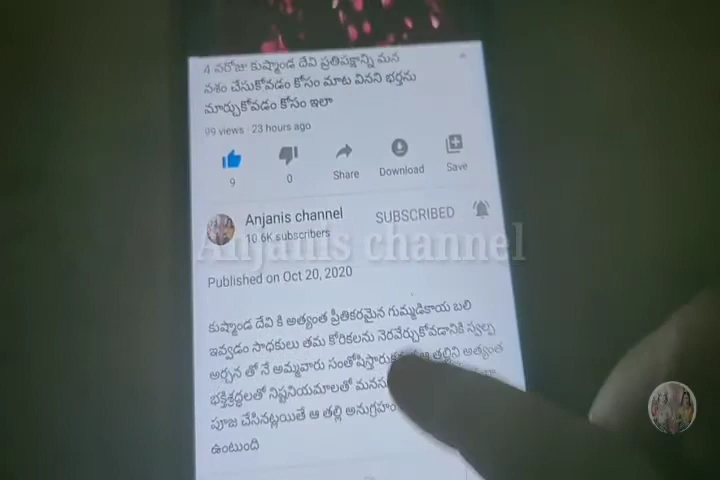 4 వరోజు కుష్మాండ దేవి ప్రతిపక్షాన్ని మన
వశం చేసుకోవడం కోసం మాట వినని భర్తను
మార్చుకోవడం కోసం ఇలా
99 views · 23 hours ago
9
0
Share
Download
Save
Anjanis channel
10.6K subscribers
SUBSCRIBED
Anjanis channel
Published on Oct 20, 2020
కుష్మాండ దేవి కి అత్యంత ప్రీతికరమైన గుమ్మడికాయ బలి
ఇవ్వడం సాధకులు తమ కోరికలను నెరవేర్చుకోవడానికి స్వల్ప
అర్చన తో నే అమ్మవారు సంతోషిస్తారు ఆ తల్లిని అత్యంత
భక్తిశ్రద్ధలతో నిష్టనియమాలతో
పూజ చేసినట్లయితే ఆ తల్లి అనుగ్రహం
ఉంటుంది